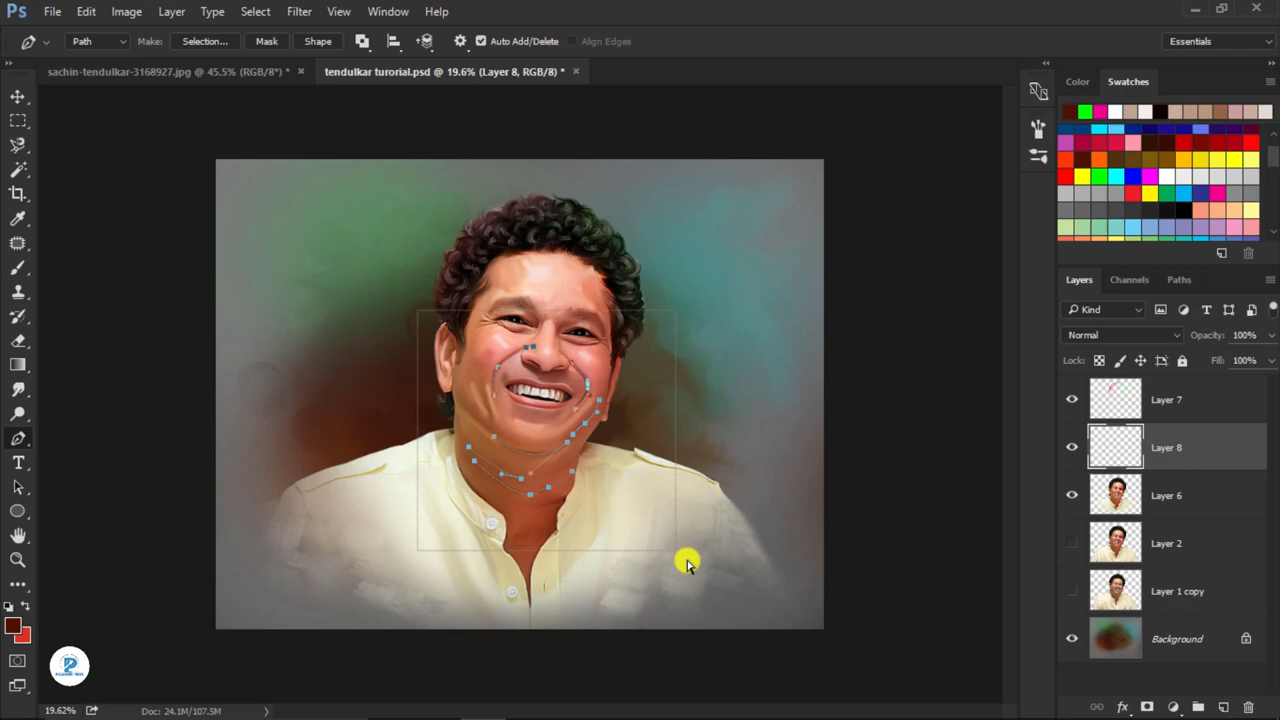 Ps File Edit Image Layer Type Select Filter View Window Help
Path Make: Selection... Mask Shape Auto Add/Delete Align Edges Essentials
sachin-tendulkar-3168927.jpg @ 45.5% (RGB/8*) * × tendulkar turorial.psd @ 19.6% (Layer 8, RGB/8) * ×
Color Swatches
Layers Channels Paths
Kind
Normal Opacity: 100%
Lock: Fill: 100%
Layer 7
Layer 8
Layer 6
Layer 2
Layer 1 copy
Background
19.62% Doc: 24.1M/107.5M